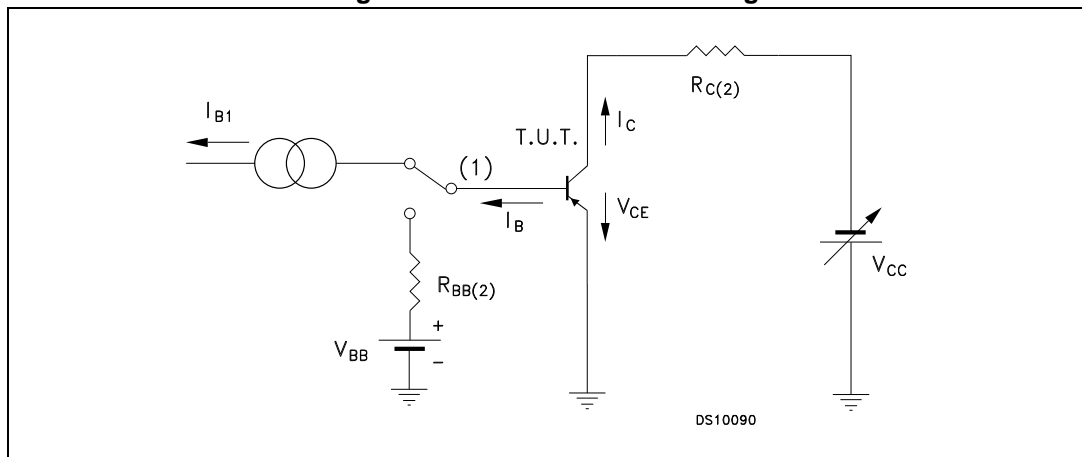 R_C(2)
I_B1
I_C
T.U.T.
(1)
V_CE
I_B
V_CC
R_BB(2)
+
V_BB
-
DS10090